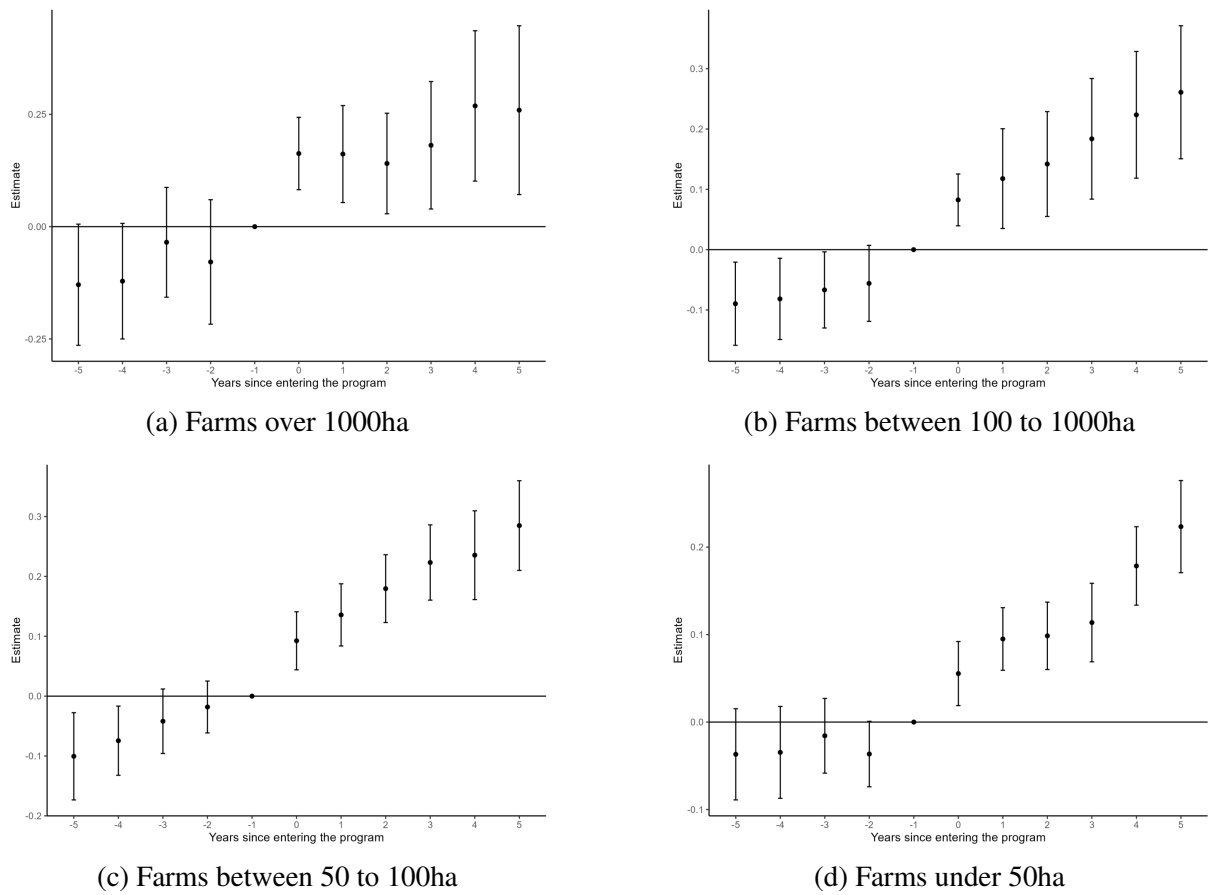 0.25
0.00
-0.25
Estimate
-5 -4 -3 -2 -1 0 1 2 3 4 5
Years since entering the program
(a) Farms over 1000ha
0.3
0.2
0.1
0.0
-0.1
Estimate
-5 -4 -3 -2 -1 0 1 2 3 4 5
Years since entering the program
(b) Farms between 100 to 1000ha
0.3
0.2
0.1
0.0
-0.1
-0.2
Estimate
-5 -4 -3 -2 -1 0 1 2 3 4 5
Years since entering the program
(c) Farms between 50 to 100ha
0.2
0.1
0.0
-0.1
Estimate
-5 -4 -3 -2 -1 0 1 2 3 4 5
Years since entering the program
(d) Farms under 50ha